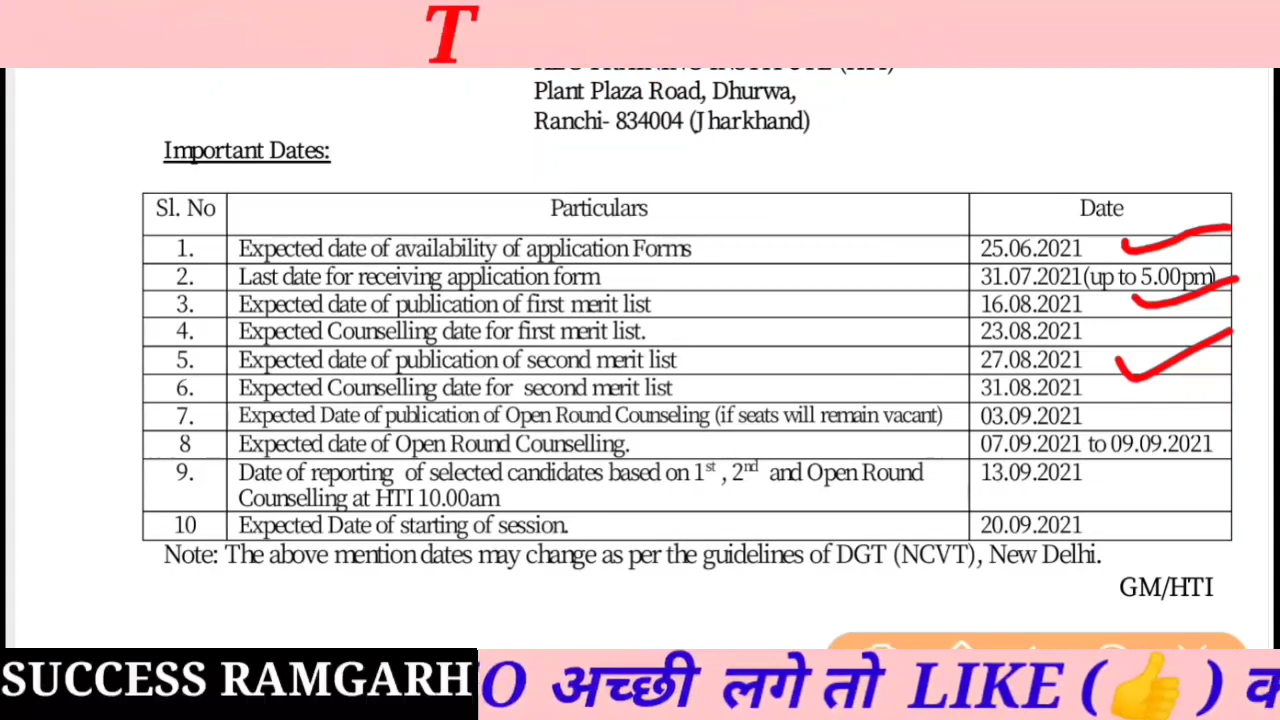 T
Plant Plaza Road, Dhurwa,
Ranchi- 834004 (Jharkhand)
Important Dates:
Sl. No Particulars Date
1. Expected date of availability of application Forms 25.06.2021
2. Last date for receiving application form 31.07.2021(up to 5.00pm)
3. Expected date of publication of first merit list 16.08.2021
4. Expected Counselling date for first merit list. 23.08.2021
5. Expected date of publication of second merit list 27.08.2021
6. Expected Counselling date for second merit list 31.08.2021
7. Expected Date of publication of Open Round Counseling (if seats will remain vacant) 03.09.2021
8 Expected date of Open Round Counselling. 07.09.2021 to 09.09.2021
9. Date of reporting of selected candidates based on 1st , 2nd and Open Round 13.09.2021
Counselling at HTI 10.00am
10 Expected Date of starting of session. 20.09.2021
Note: The above mention dates may change as per the guidelines of DGT (NCVT), New Delhi.
GM/HTI
SUCCESS RAMGARH O अच्छी लगे तो LIKE (👍) क